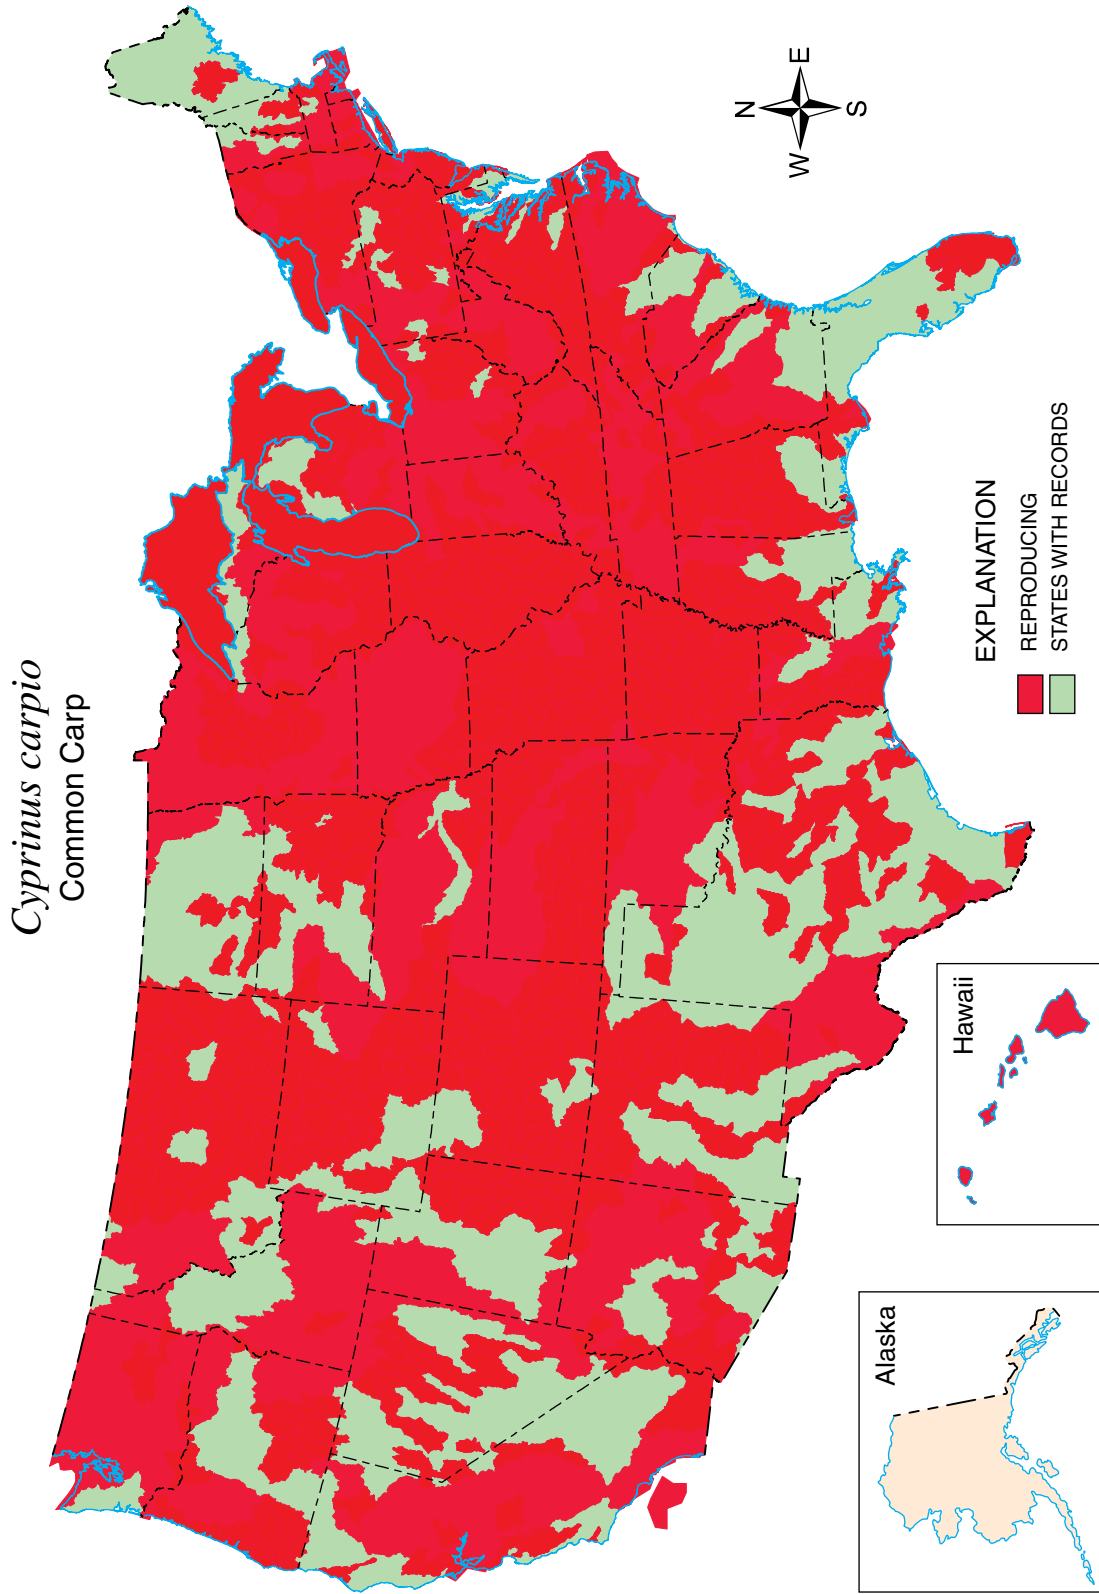 Cyprinus carpio
Common Carp
N
W
E
S
EXPLANATION
REPRODUCING
STATES WITH RECORDS
Alaska
Hawaii